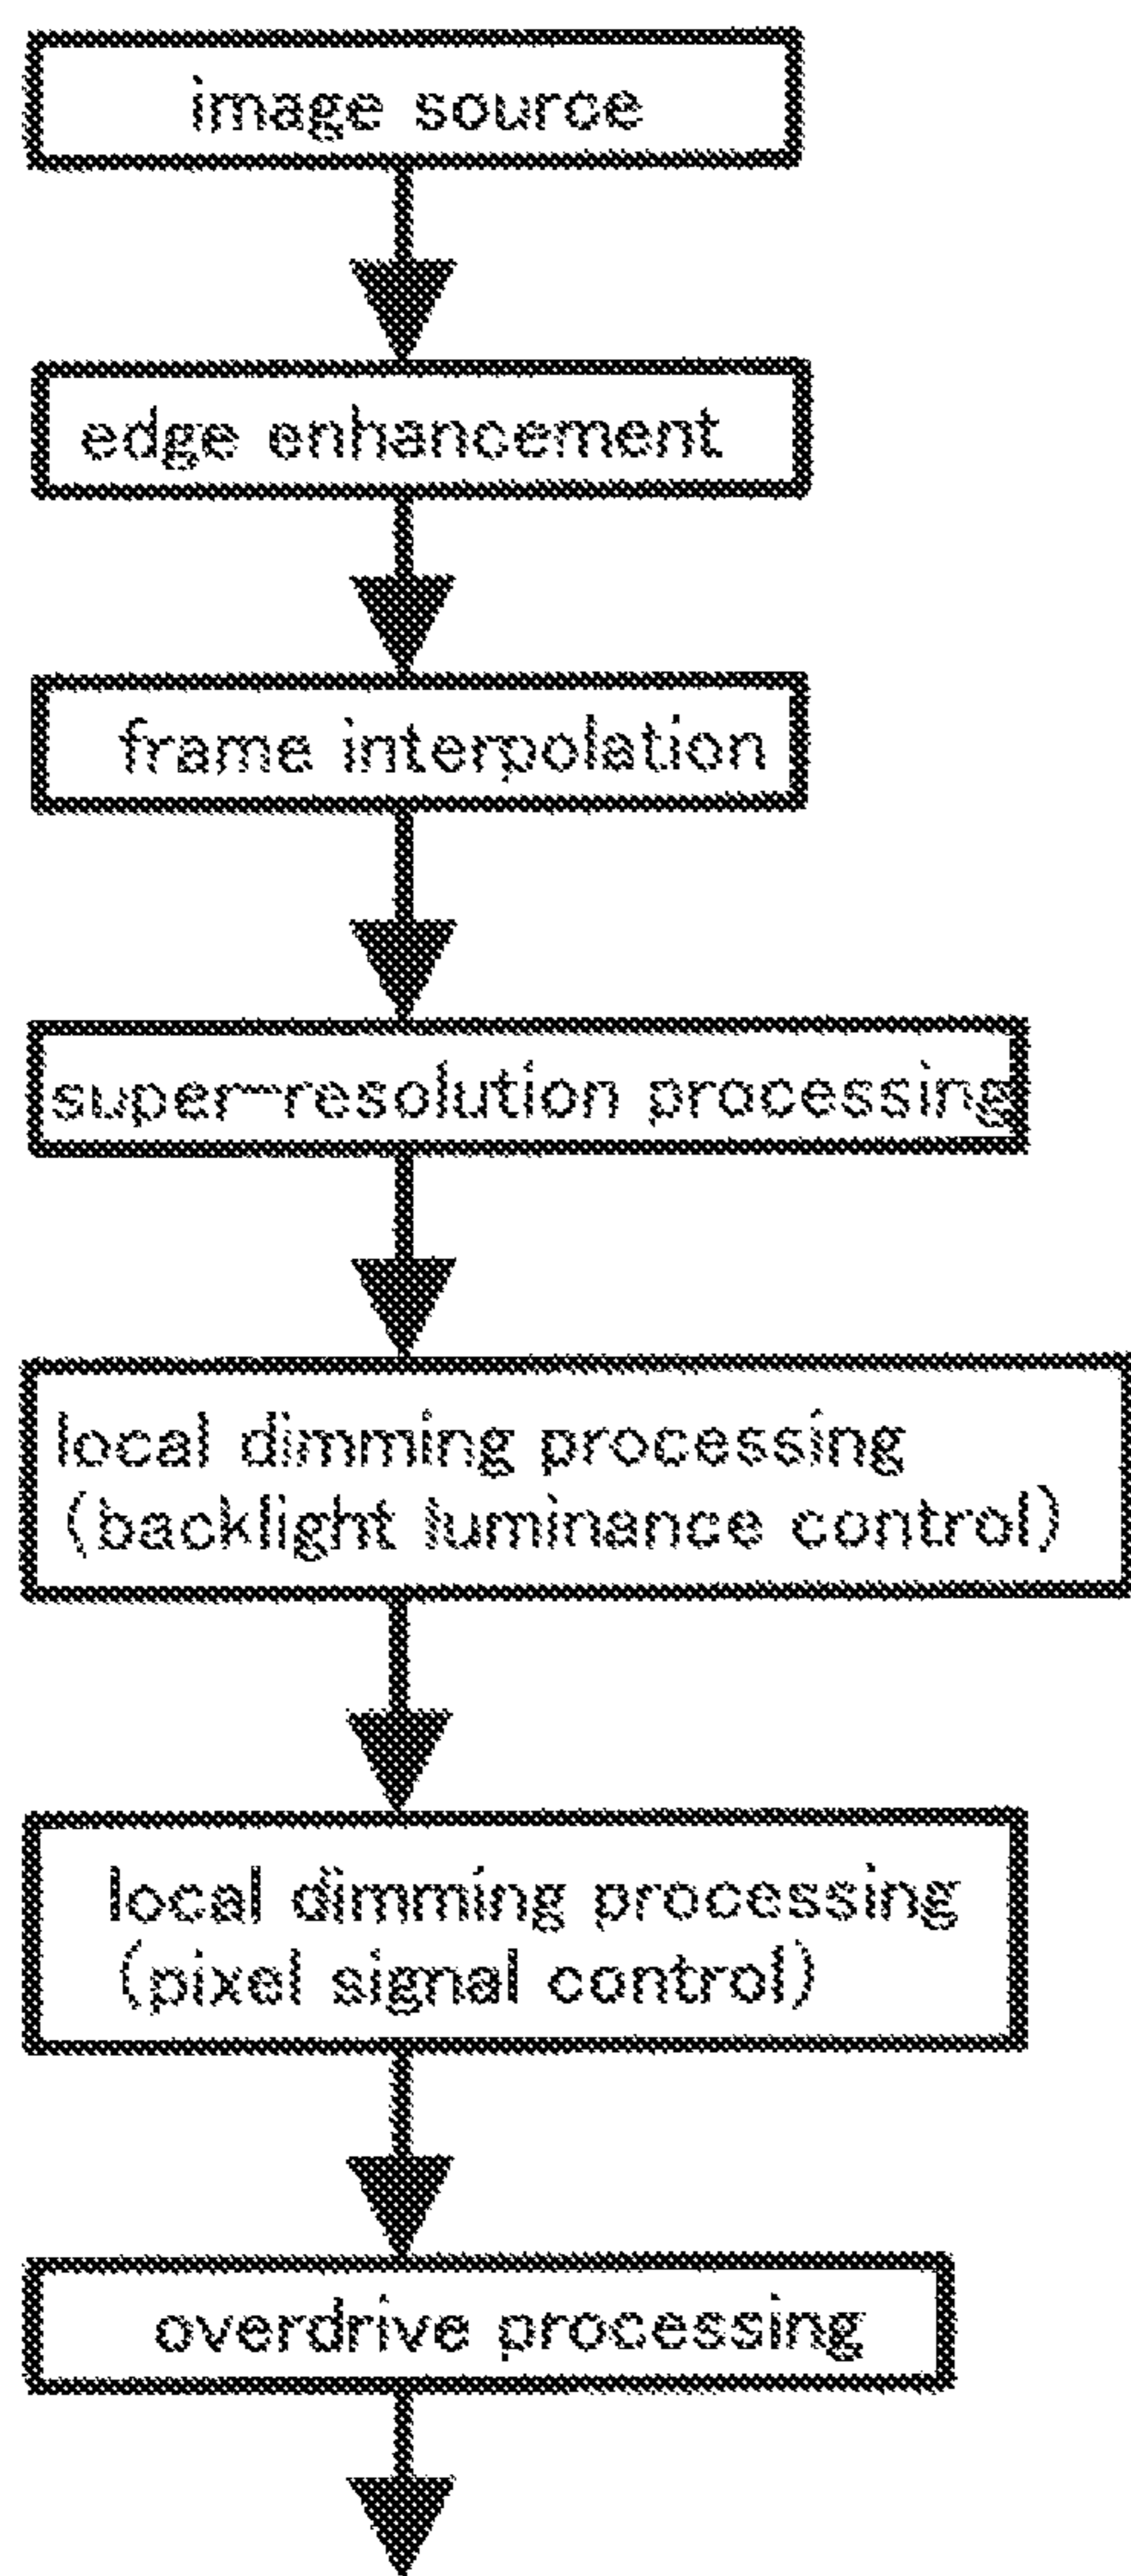 image source
edge enhancement
frame interpolation
super-resolution processing
local dimming processing
(backlight luminance control)
local dimming processing
(pixel signal control)
overdrive processing